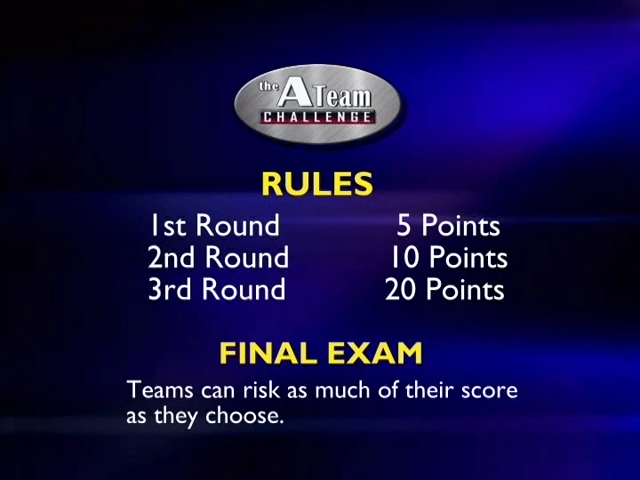 the A Team
CHALLENGE
RULES
1st Round 5 Points
2nd Round 10 Points
3rd Round 20 Points
FINAL EXAM
Teams can risk as much of their score
as they choose.